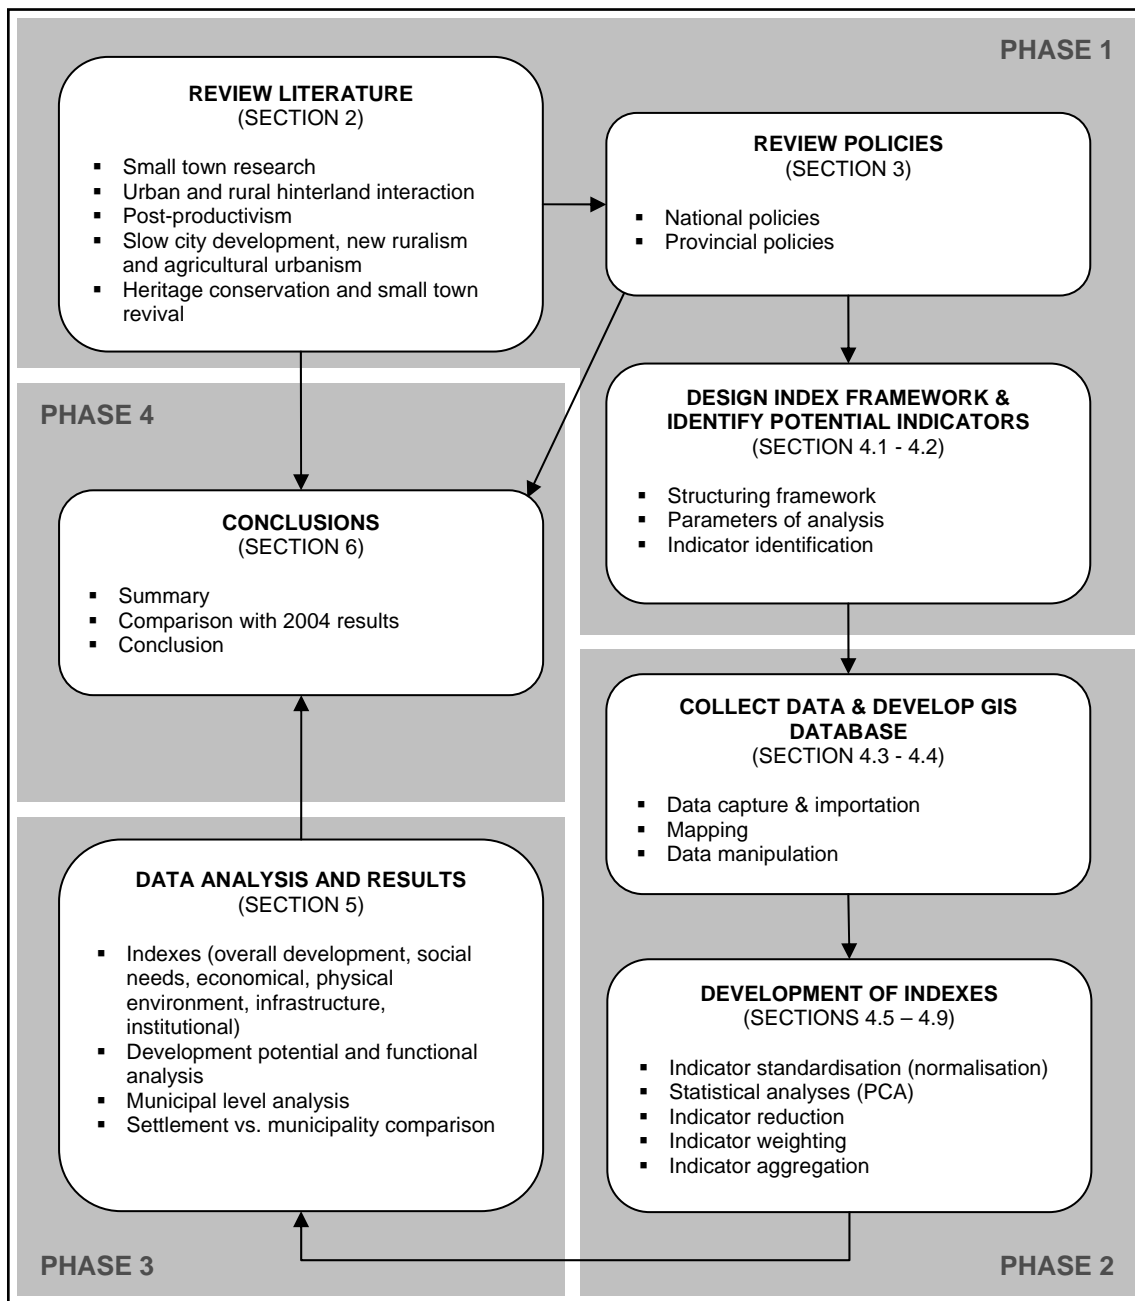 PHASE 1
REVIEW LITERATURE
(SECTION 2)
▪ Small town research
▪ Urban and rural hinterland interaction
▪ Post-productivism
▪ Slow city development, new ruralism
and agricultural urbanism
▪ Heritage conservation and small town
revival
REVIEW POLICIES
(SECTION 3)
▪ National policies
▪ Provincial policies
DESIGN INDEX FRAMEWORK &
IDENTIFY POTENTIAL INDICATORS
(SECTION 4.1 - 4.2)
▪ Structuring framework
▪ Parameters of analysis
▪ Indicator identification
COLLECT DATA & DEVELOP GIS
DATABASE
(SECTION 4.3 - 4.4)
▪ Data capture & importation
▪ Mapping
▪ Data manipulation
DEVELOPMENT OF INDEXES
(SECTIONS 4.5 – 4.9)
▪ Indicator standardisation (normalisation)
▪ Statistical analyses (PCA)
▪ Indicator reduction
▪ Indicator weighting
▪ Indicator aggregation
PHASE 2
DATA ANALYSIS AND RESULTS
(SECTION 5)
▪ Indexes (overall development, social
needs, economical, physical
environment, infrastructure,
institutional)
▪ Development potential and functional
analysis
▪ Municipal level analysis
▪ Settlement vs. municipality comparison
PHASE 3
PHASE 4
CONCLUSIONS
(SECTION 6)
▪ Summary
▪ Comparison with 2004 results
▪ Conclusion